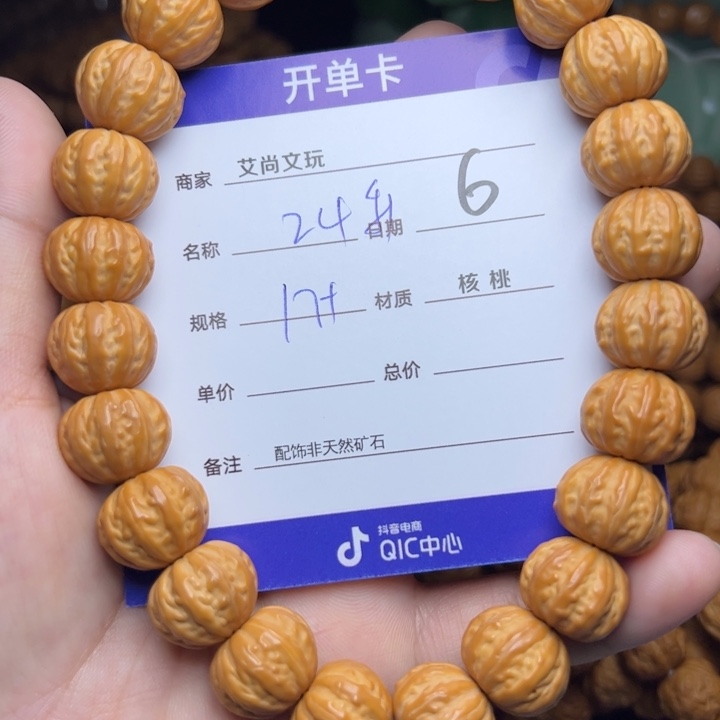 开单卡
商家 艾尚文玩
名称 24 日期 6
规格 17+ 材质 核桃
单价 总价
备注 配饰非天然矿石
抖音电商
QIC中心